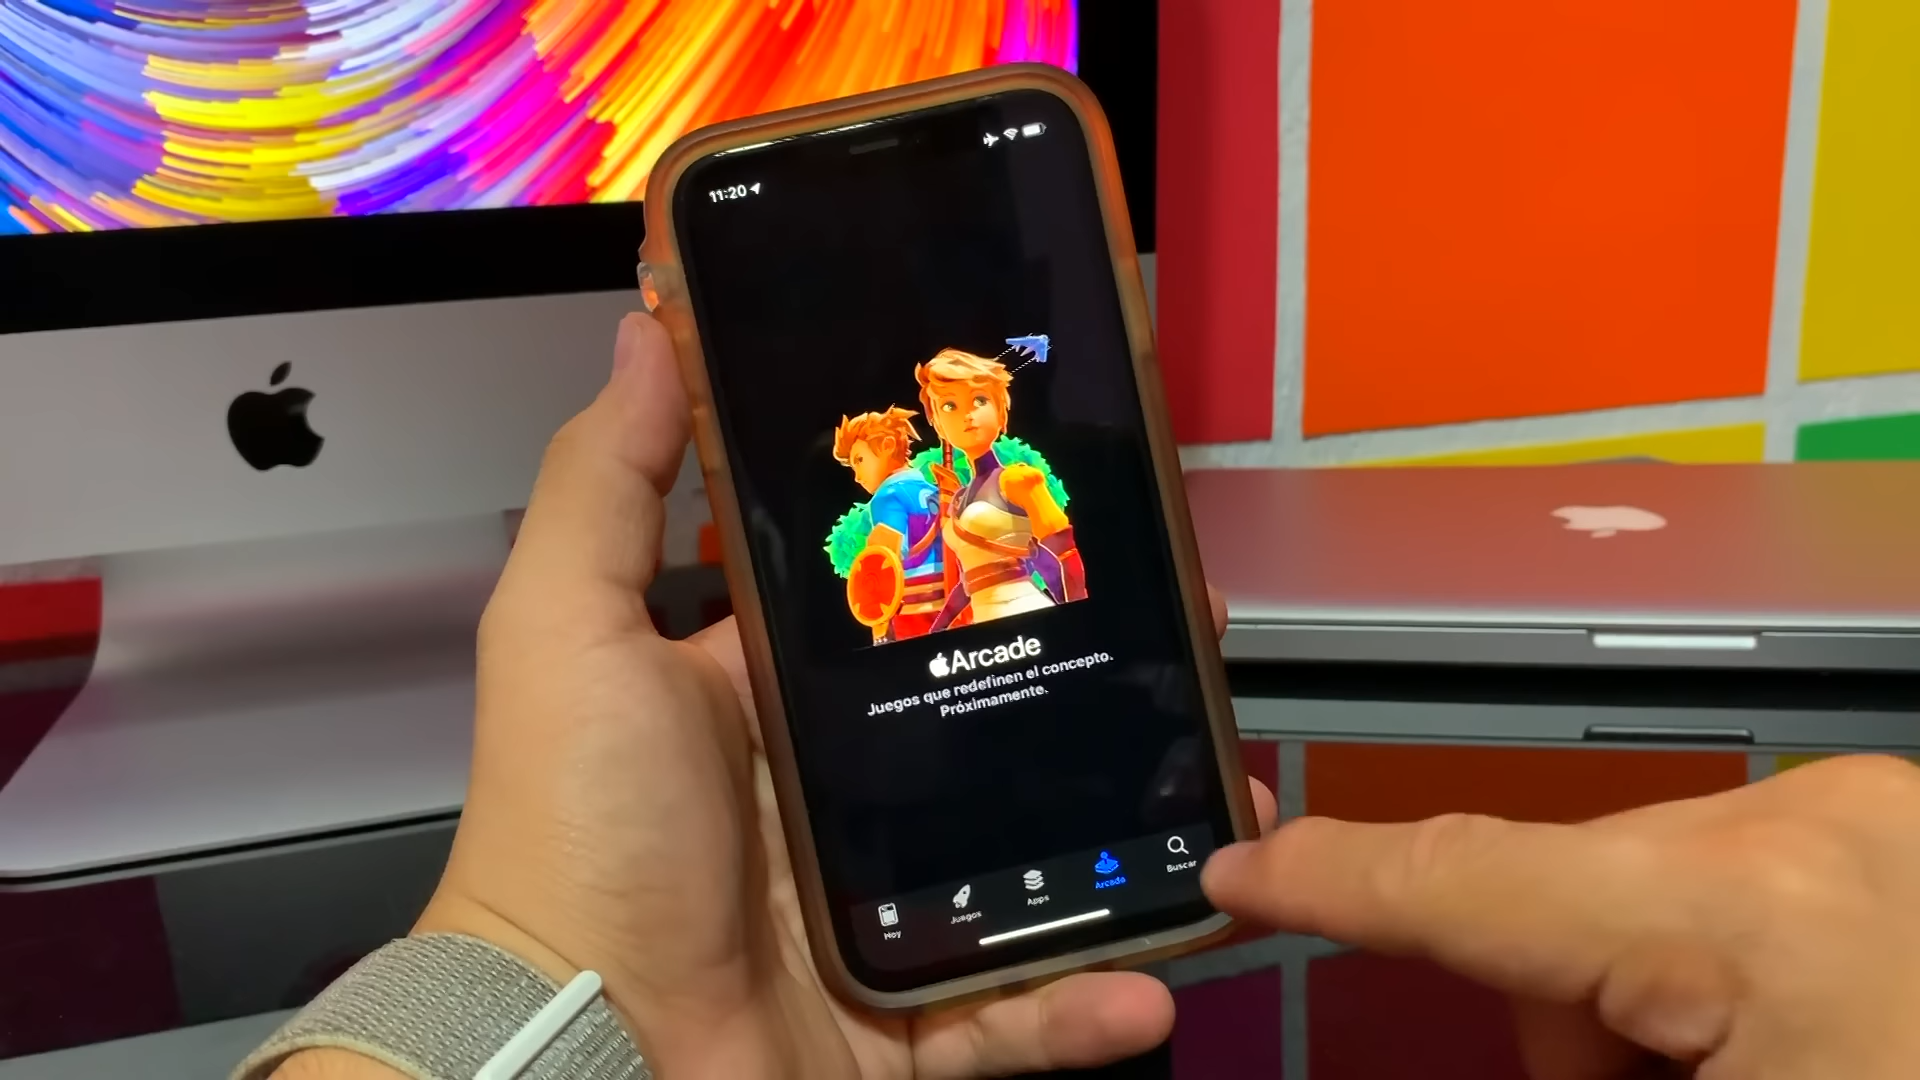 11:20
Arcade
Juegos que redefinen el concepto.
Próximamente.
Hoy
Juegos
Apps
Arcade
Buscar